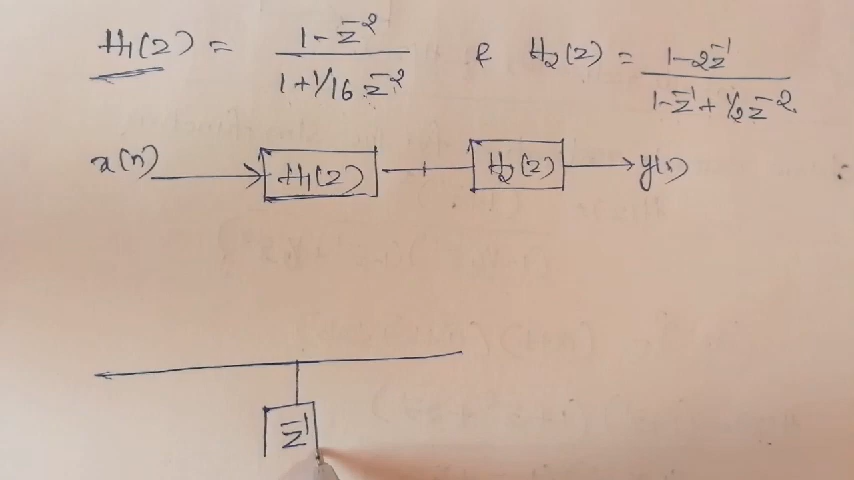 H₁(z) = 1 - z⁻² / 1 + 1/16 z⁻² & H₂(z) = 1 - 2z⁻¹ / 1 - z⁻¹ + 1/2 z⁻²
x(n) H₁(z) H₂(z) y(n)
z⁻¹